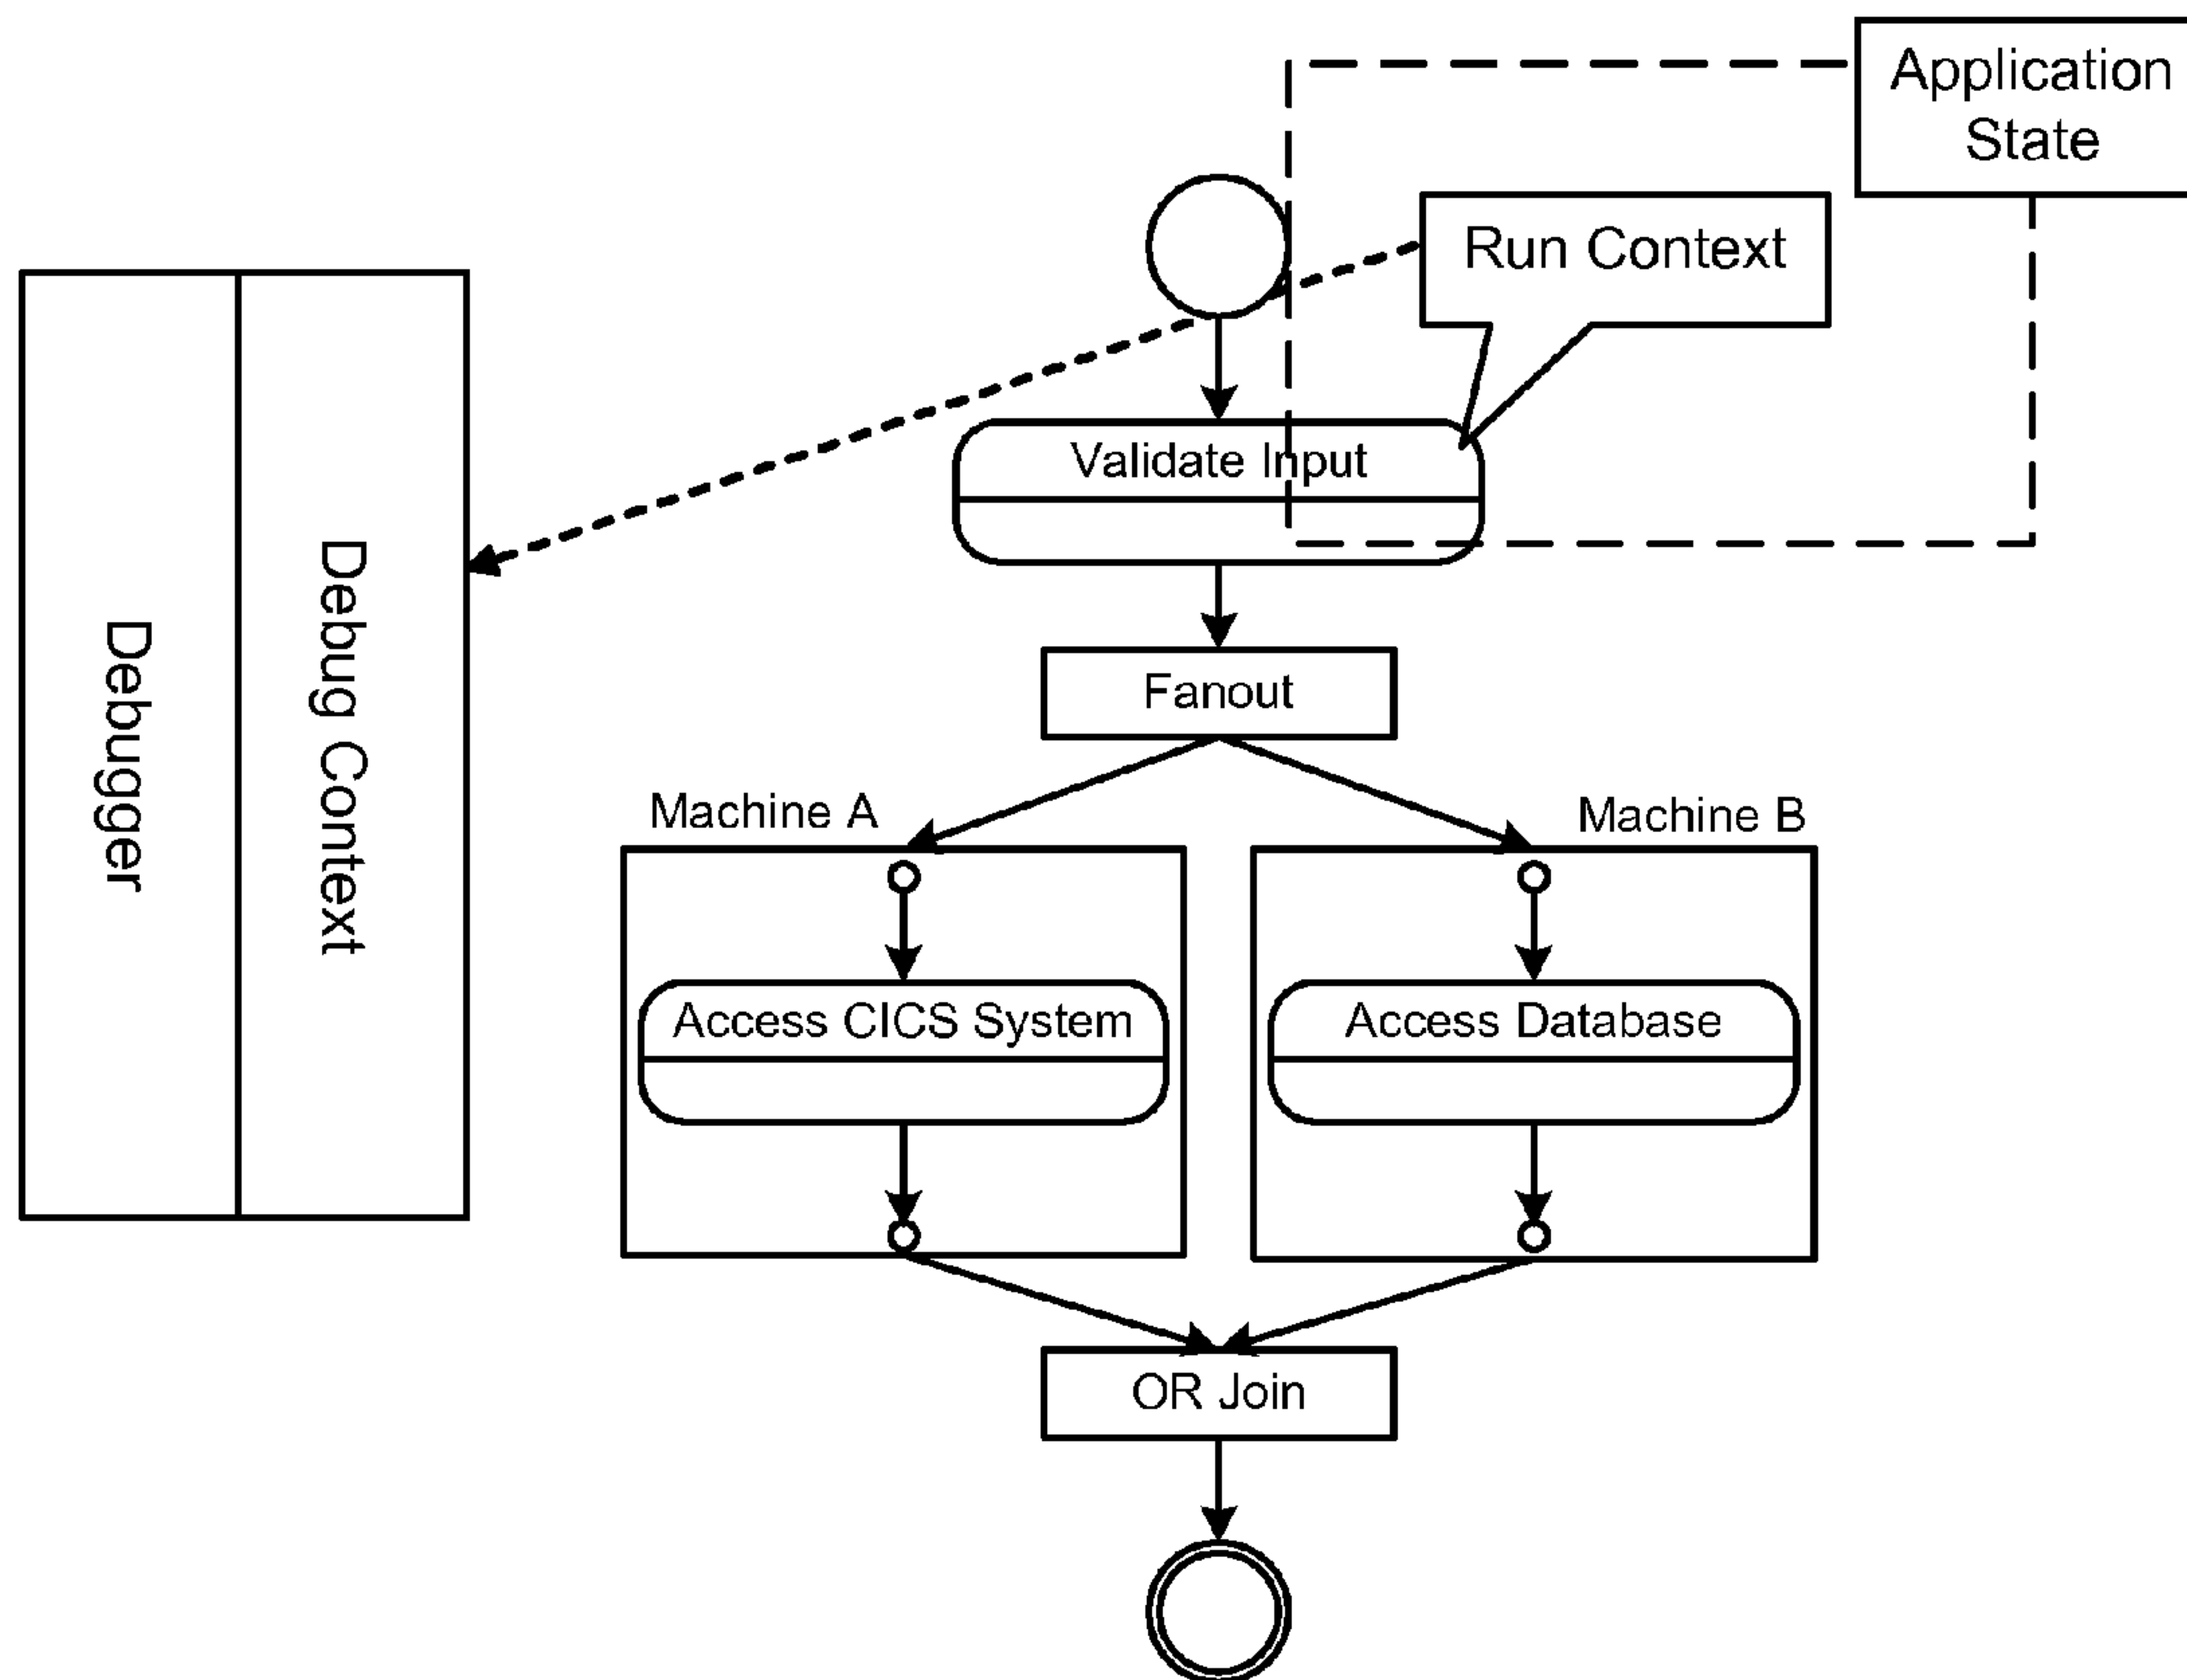 Application
State
Run Context
Validate Input
Debugger
Debug Context
Fanout
Machine A
Machine B
Access CICS System
Access Database
OR Join